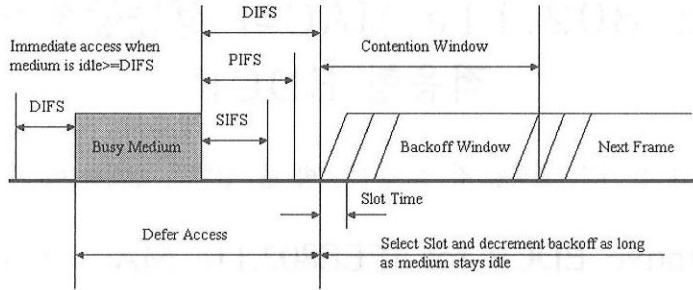 DIFS
Immediate access when
medium is idle>=DIFS
Contention Window
PIFS
DIFS
SIFS
Busy Medium
Backoff Window
Next Frame
Slot Time
Defer Access
Select Slot and decrement backoff as long
as medium stays idle